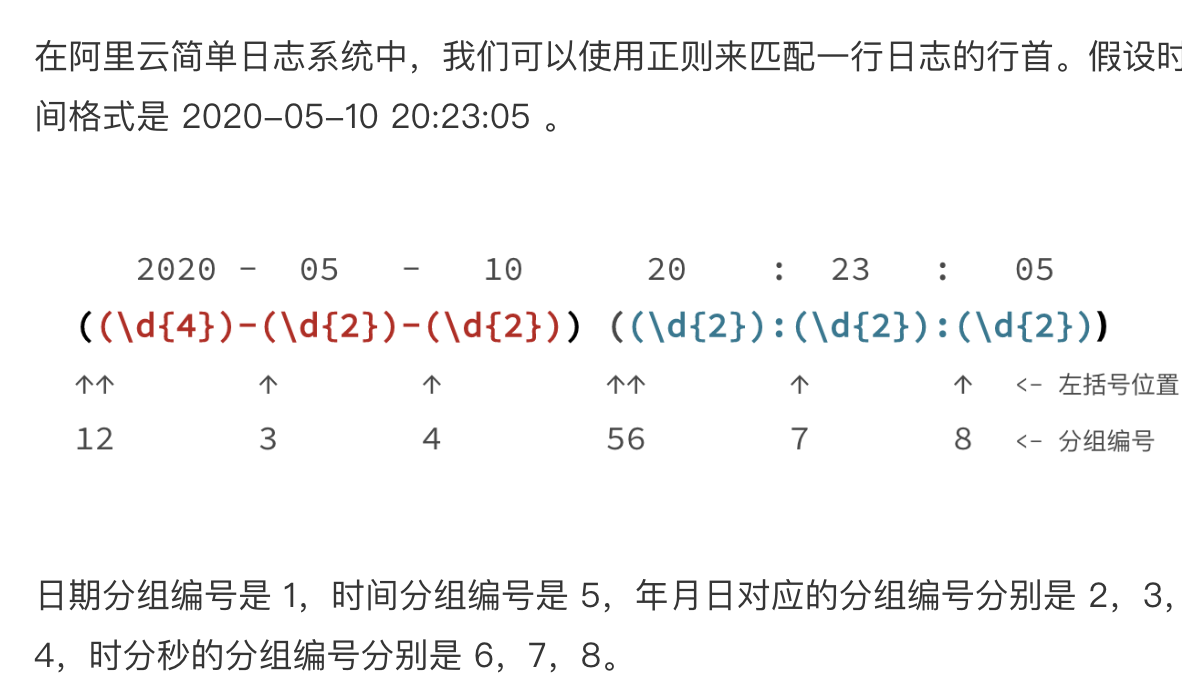 在阿里云简单日志系统中，我们可以使用正则来匹配一行日志的行首。假设时
间格式是 2020-05-10 20:23:05 。
2020 - 05 - 10 20 : 23 : 05
((\d{4})-(\d{2})-(\d{2})) ((\d{2}):(\d{2}):(\d{2}))
↑↑ ↑ ↑ ↑↑ ↑ ↑ <- 左括号位置
12 3 4 56 7 8 <- 分组编号
日期分组编号是 1，时间分组编号是 5，年月日对应的分组编号分别是 2，3，
4，时分秒的分组编号分别是 6，7，8。